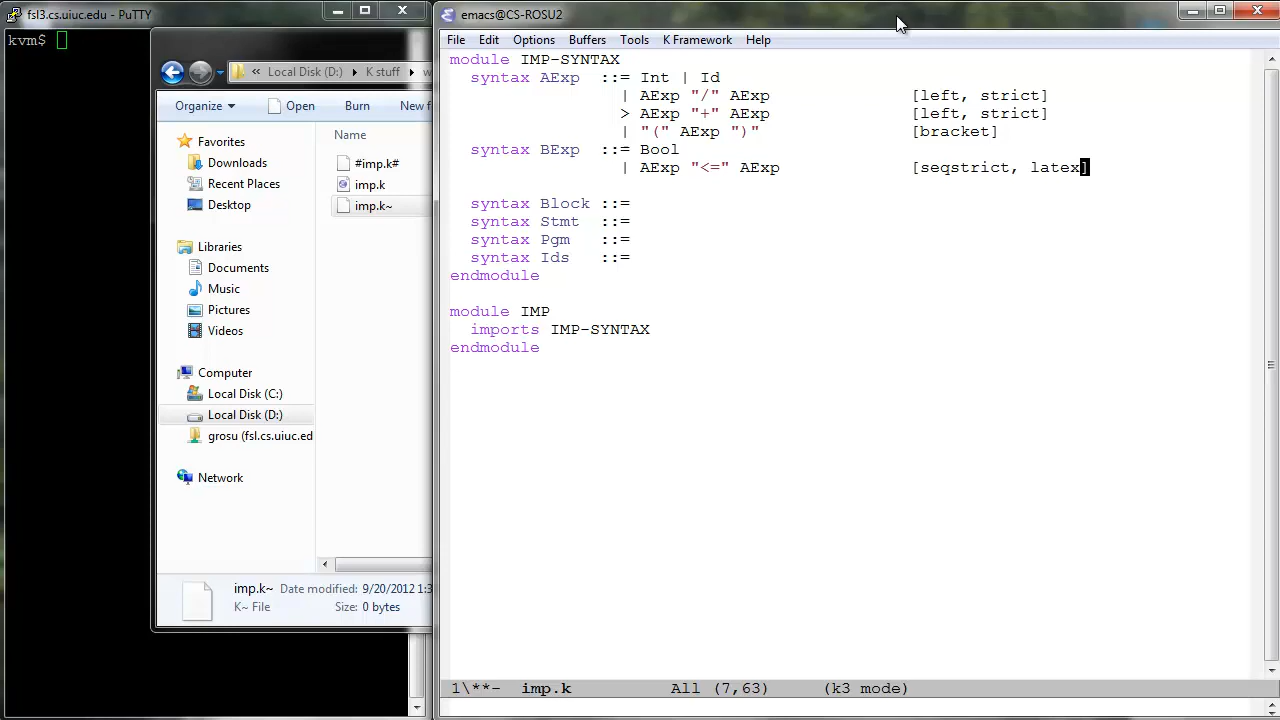 fsl3.cs.uiuc.edu - PuTTY
kvm$
« Local Disk (D:) K stuff w
Organize Open Burn New f
Favorites
Downloads
Recent Places
Desktop
Libraries
Documents
Music
Pictures
Videos
Computer
Local Disk (C:)
Local Disk (D:)
grosu (fsl.cs.uiuc.ed
Network
Name
#imp.k#
imp.k
imp.k~
imp.k~ Date modified: 9/20/2012 1:3
K~ File Size: 0 bytes
emacs@CS-ROSU2
File Edit Options Buffers Tools K Framework Help
module IMP-SYNTAX
  syntax AExp  ::= Int | Id
                 | AExp "/" AExp              [left, strict]
                 > AExp "+" AExp              [left, strict]
                 | "(" AExp ")"               [bracket]
  syntax BExp  ::= Bool
                 | AExp "<=" AExp             [seqstrict, latex]
  syntax Block ::=
  syntax Stmt  ::=
  syntax Pgm   ::=
  syntax Ids   ::=
endmodule
module IMP
  imports IMP-SYNTAX
endmodule
1\**-  imp.k          All (7,63)     (k3 mode)